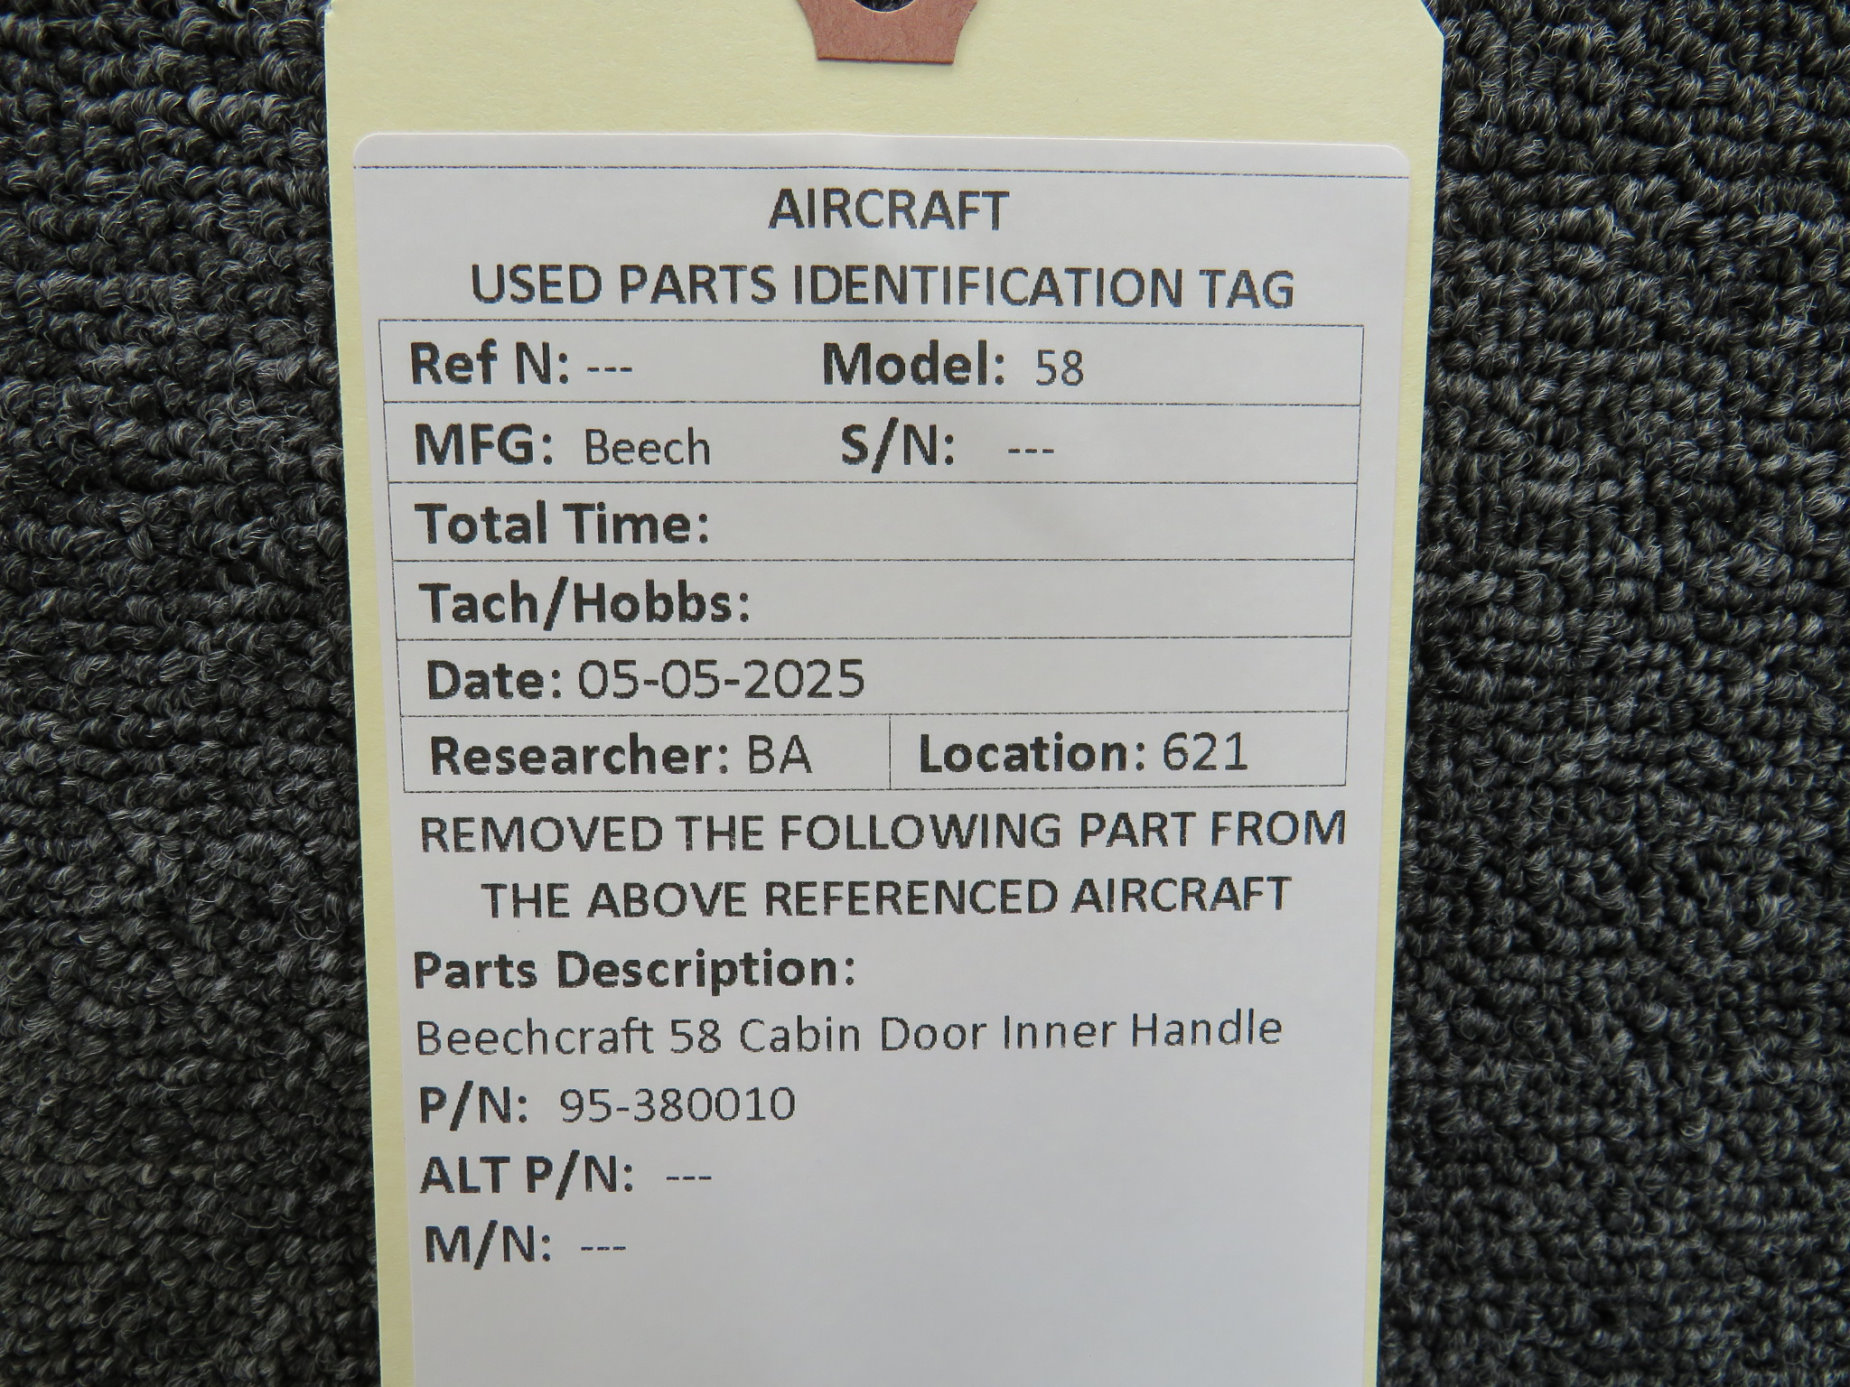 AIRCRAFT
USED PARTS IDENTIFICATION TAG
Ref N: --- Model: 58
MFG: Beech S/N: ---
Total Time:
Tach/Hobbs:
Date: 05-05-2025
Researcher: BA Location: 621
REMOVED THE FOLLOWING PART FROM
THE ABOVE REFERENCED AIRCRAFT
Parts Description:
Beechcraft 58 Cabin Door Inner Handle
P/N: 95-380010
ALT P/N: ---
M/N: ---